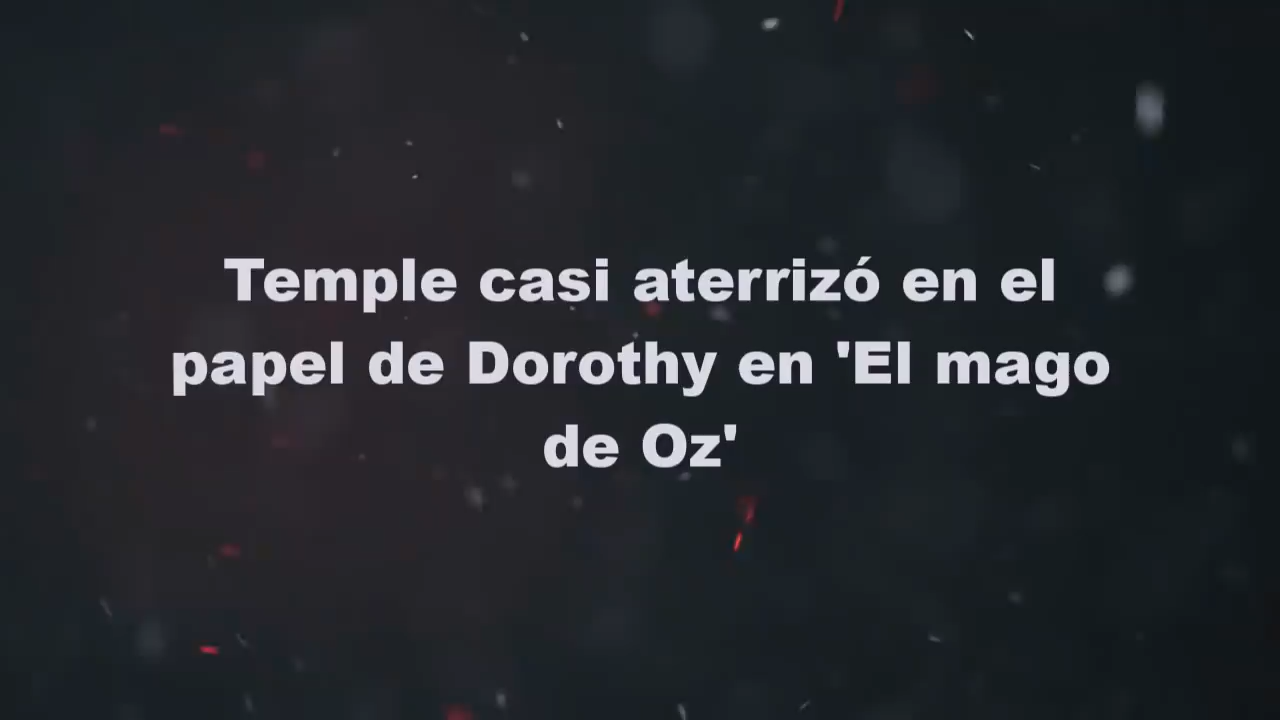 Temple casi aterrizó en el
papel de Dorothy en 'El mago
de Oz'